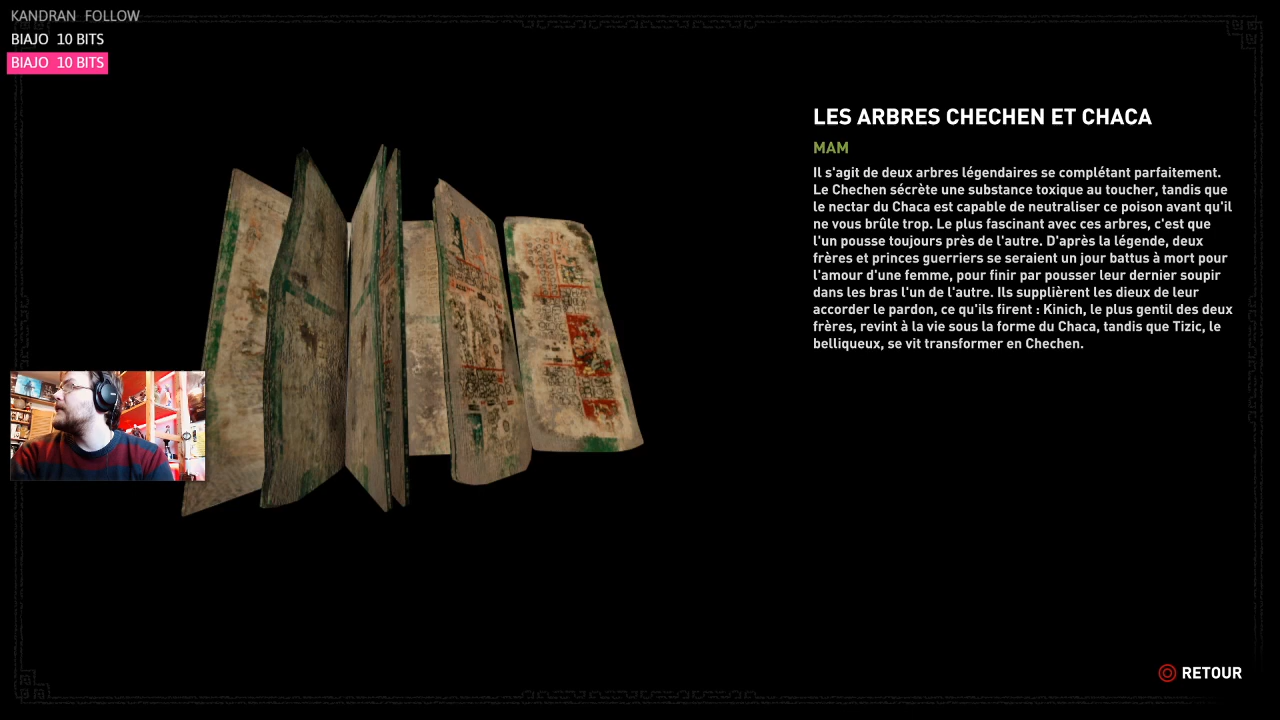 KANDRAN FOLLOW
BIAJO 10 BITS
BIAJO 10 BITS
LES ARBRES CHECHEN ET CHACA
MAM
Il s'agit de deux arbres légendaires se complétant parfaitement.
Le Chechen sécrète une substance toxique au toucher, tandis que
le nectar du Chaca est capable de neutraliser ce poison avant qu'il
ne vous brûle trop. Le plus fascinant avec ces arbres, c'est que
l'un pousse toujours près de l'autre. D'après la légende, deux
frères et princes guerriers se seraient un jour battus à mort pour
l'amour d'une femme, pour finir par pousser leur dernier soupir
dans les bras l'un de l'autre. Ils supplièrent les dieux de leur
accorder le pardon, ce qu'ils firent : Kinich, le plus gentil des deux
frères, revint à la vie sous la forme du Chaca, tandis que Tizic, le
belliqueux, se vit transformer en Chechen.
RETOUR